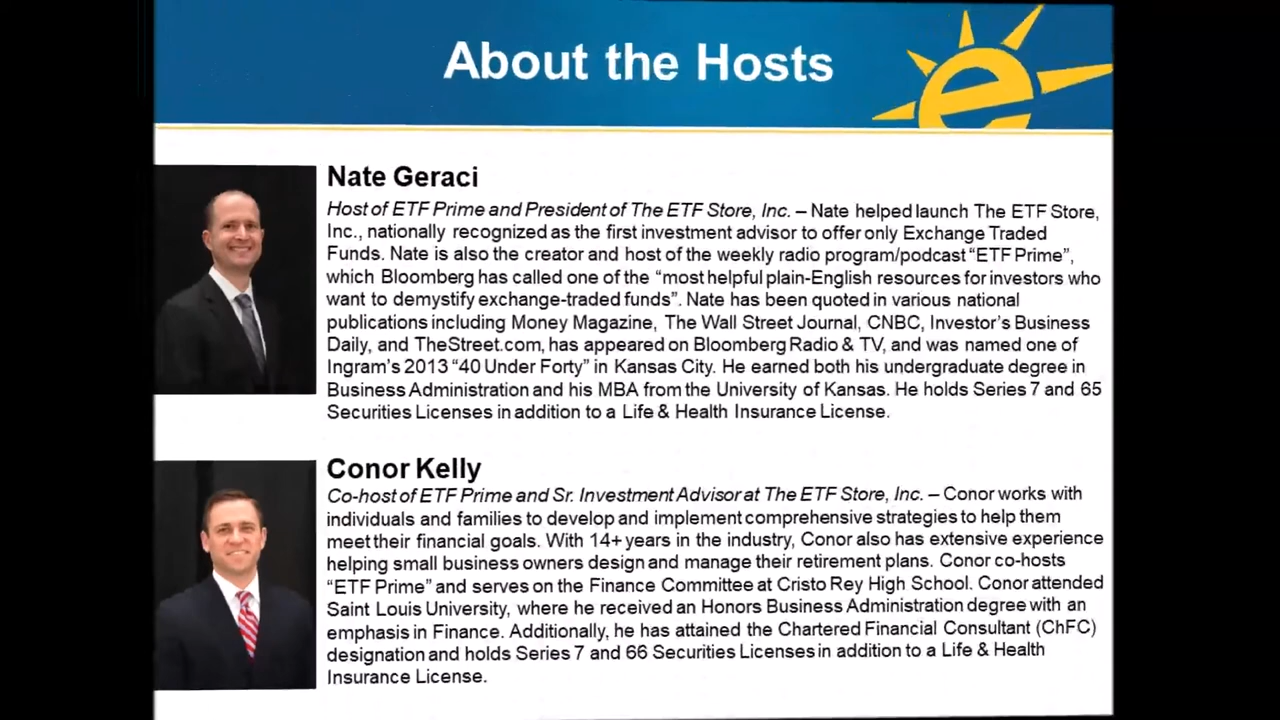 About the Hosts
Nate Geraci
Host of ETF Prime and President of The ETF Store, Inc. – Nate helped launch The ETF Store,
Inc., nationally recognized as the first investment advisor to offer only Exchange Traded
Funds. Nate is also the creator and host of the weekly radio program/podcast “ETF Prime”,
which Bloomberg has called one of the “most helpful plain-English resources for investors who
want to demystify exchange-traded funds”. Nate has been quoted in various national
publications including Money Magazine, The Wall Street Journal, CNBC, Investor’s Business
Daily, and TheStreet.com, has appeared on Bloomberg Radio & TV, and was named one of
Ingram’s 2013 “40 Under Forty” in Kansas City. He earned both his undergraduate degree in
Business Administration and his MBA from the University of Kansas. He holds Series 7 and 65
Securities Licenses in addition to a Life & Health Insurance License.
Conor Kelly
Co-host of ETF Prime and Sr. Investment Advisor at The ETF Store, Inc. – Conor works with
individuals and families to develop and implement comprehensive strategies to help them
meet their financial goals. With 14+ years in the industry, Conor also has extensive experience
helping small business owners design and manage their retirement plans. Conor co-hosts
“ETF Prime” and serves on the Finance Committee at Cristo Rey High School. Conor attended
Saint Louis University, where he received an Honors Business Administration degree with an
emphasis in Finance. Additionally, he has attained the Chartered Financial Consultant (ChFC)
designation and holds Series 7 and 66 Securities Licenses in addition to a Life & Health
Insurance License.